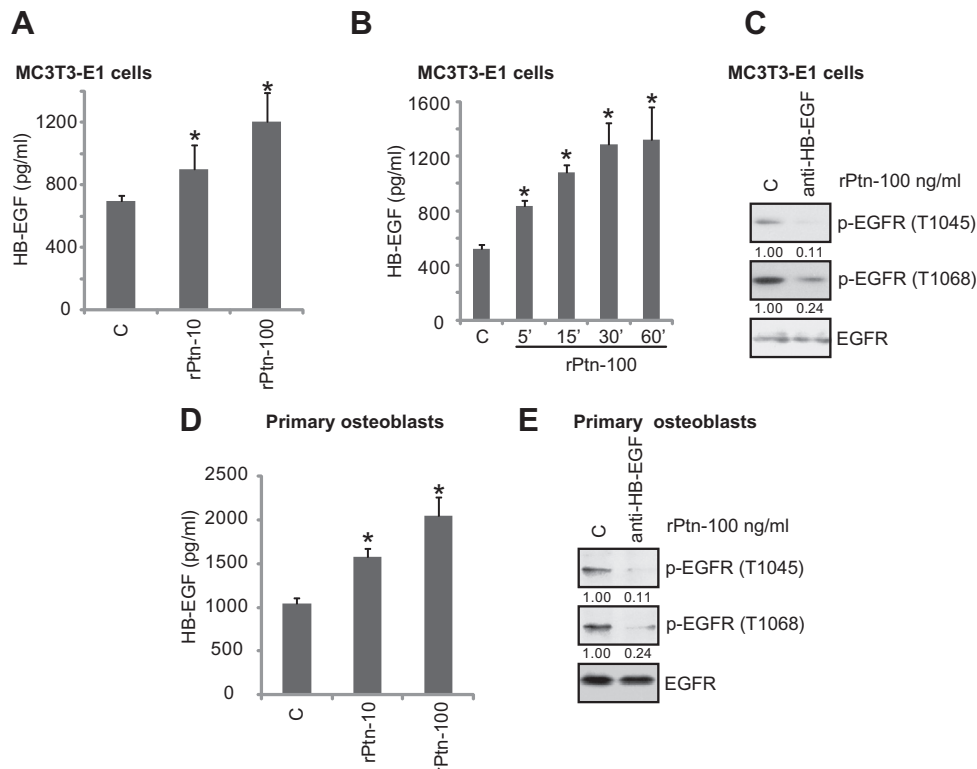 A
MC3T3-E1 cells
HB-EGF (pg/ml)
1200
800
400
0
C
rPtn-10
rPtn-100
B
MC3T3-E1 cells
HB-EGF (pg/ml)
1600
1200
800
400
0
C 5’ 15’ 30’ 60’
rPtn-100
*
*
*
*
*
*
C
MC3T3-E1 cells
C
anti-HB-EGF
rPtn-100 ng/ml
p-EGFR (T1045)
1.00 0.11
p-EGFR (T1068)
1.00 0.24
EGFR
D
Primary osteoblasts
HB-EGF (pg/ml)
2500
2000
1500
1000
500
0
*
*
C
rPtn-10
rPtn-100
E
Primary osteoblasts
C
anti-HB-EGF
rPtn-100 ng/ml
p-EGFR (T1045)
1.00 0.11
p-EGFR (T1068)
1.00 0.24
EGFR